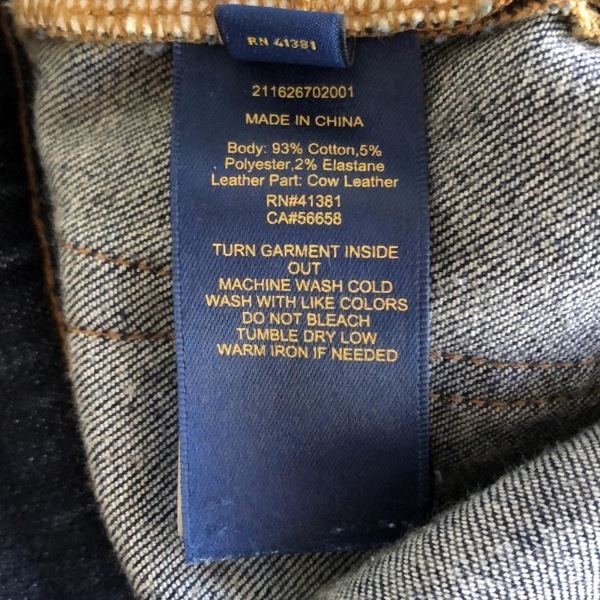 RN 41381
211626702001
MADE IN CHINA
Body: 93% Cotton,5%
Polyester,2% Elastane
Leather Part: Cow Leather
RN#41381
CA#56658
TURN GARMENT INSIDE
OUT
MACHINE WASH COLD
WASH WITH LIKE COLORS
DO NOT BLEACH
TUMBLE DRY LOW
WARM IRON IF NEEDED